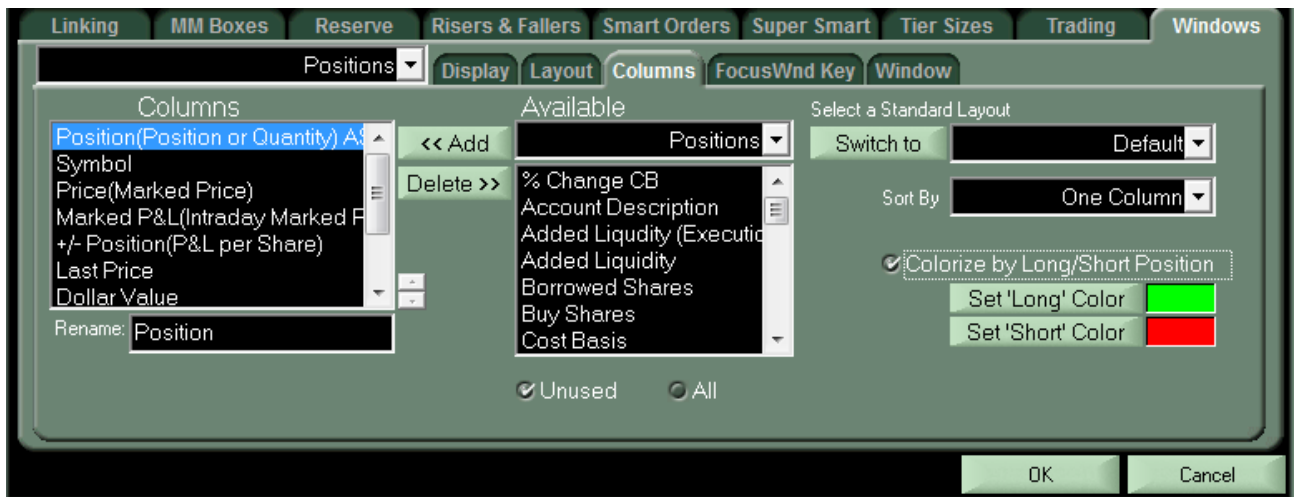 Linking MM Boxes Reserve Risers & Fallers Smart Orders Super Smart Tier Sizes Trading Windows
Positions Display Layout Columns FocusWnd Key Window
Columns Available Select a Standard Layout
Position(Position or Quantity) AS << Add Positions Switch to Default
Symbol Delete >> % Change CB
Price(Marked Price) Account Description Sort By One Column
Marked P&L(Intraday Marked P Added Liqudity (Executio
+/- Position(P&L per Share) Added Liquidity Colorize by Long/Short Position
Last Price Borrowed Shares Set 'Long' Color
Dollar Value Buy Shares Set 'Short' Color
Rename: Position Cost Basis
Unused All
OK Cancel